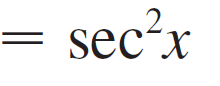 = sec²x